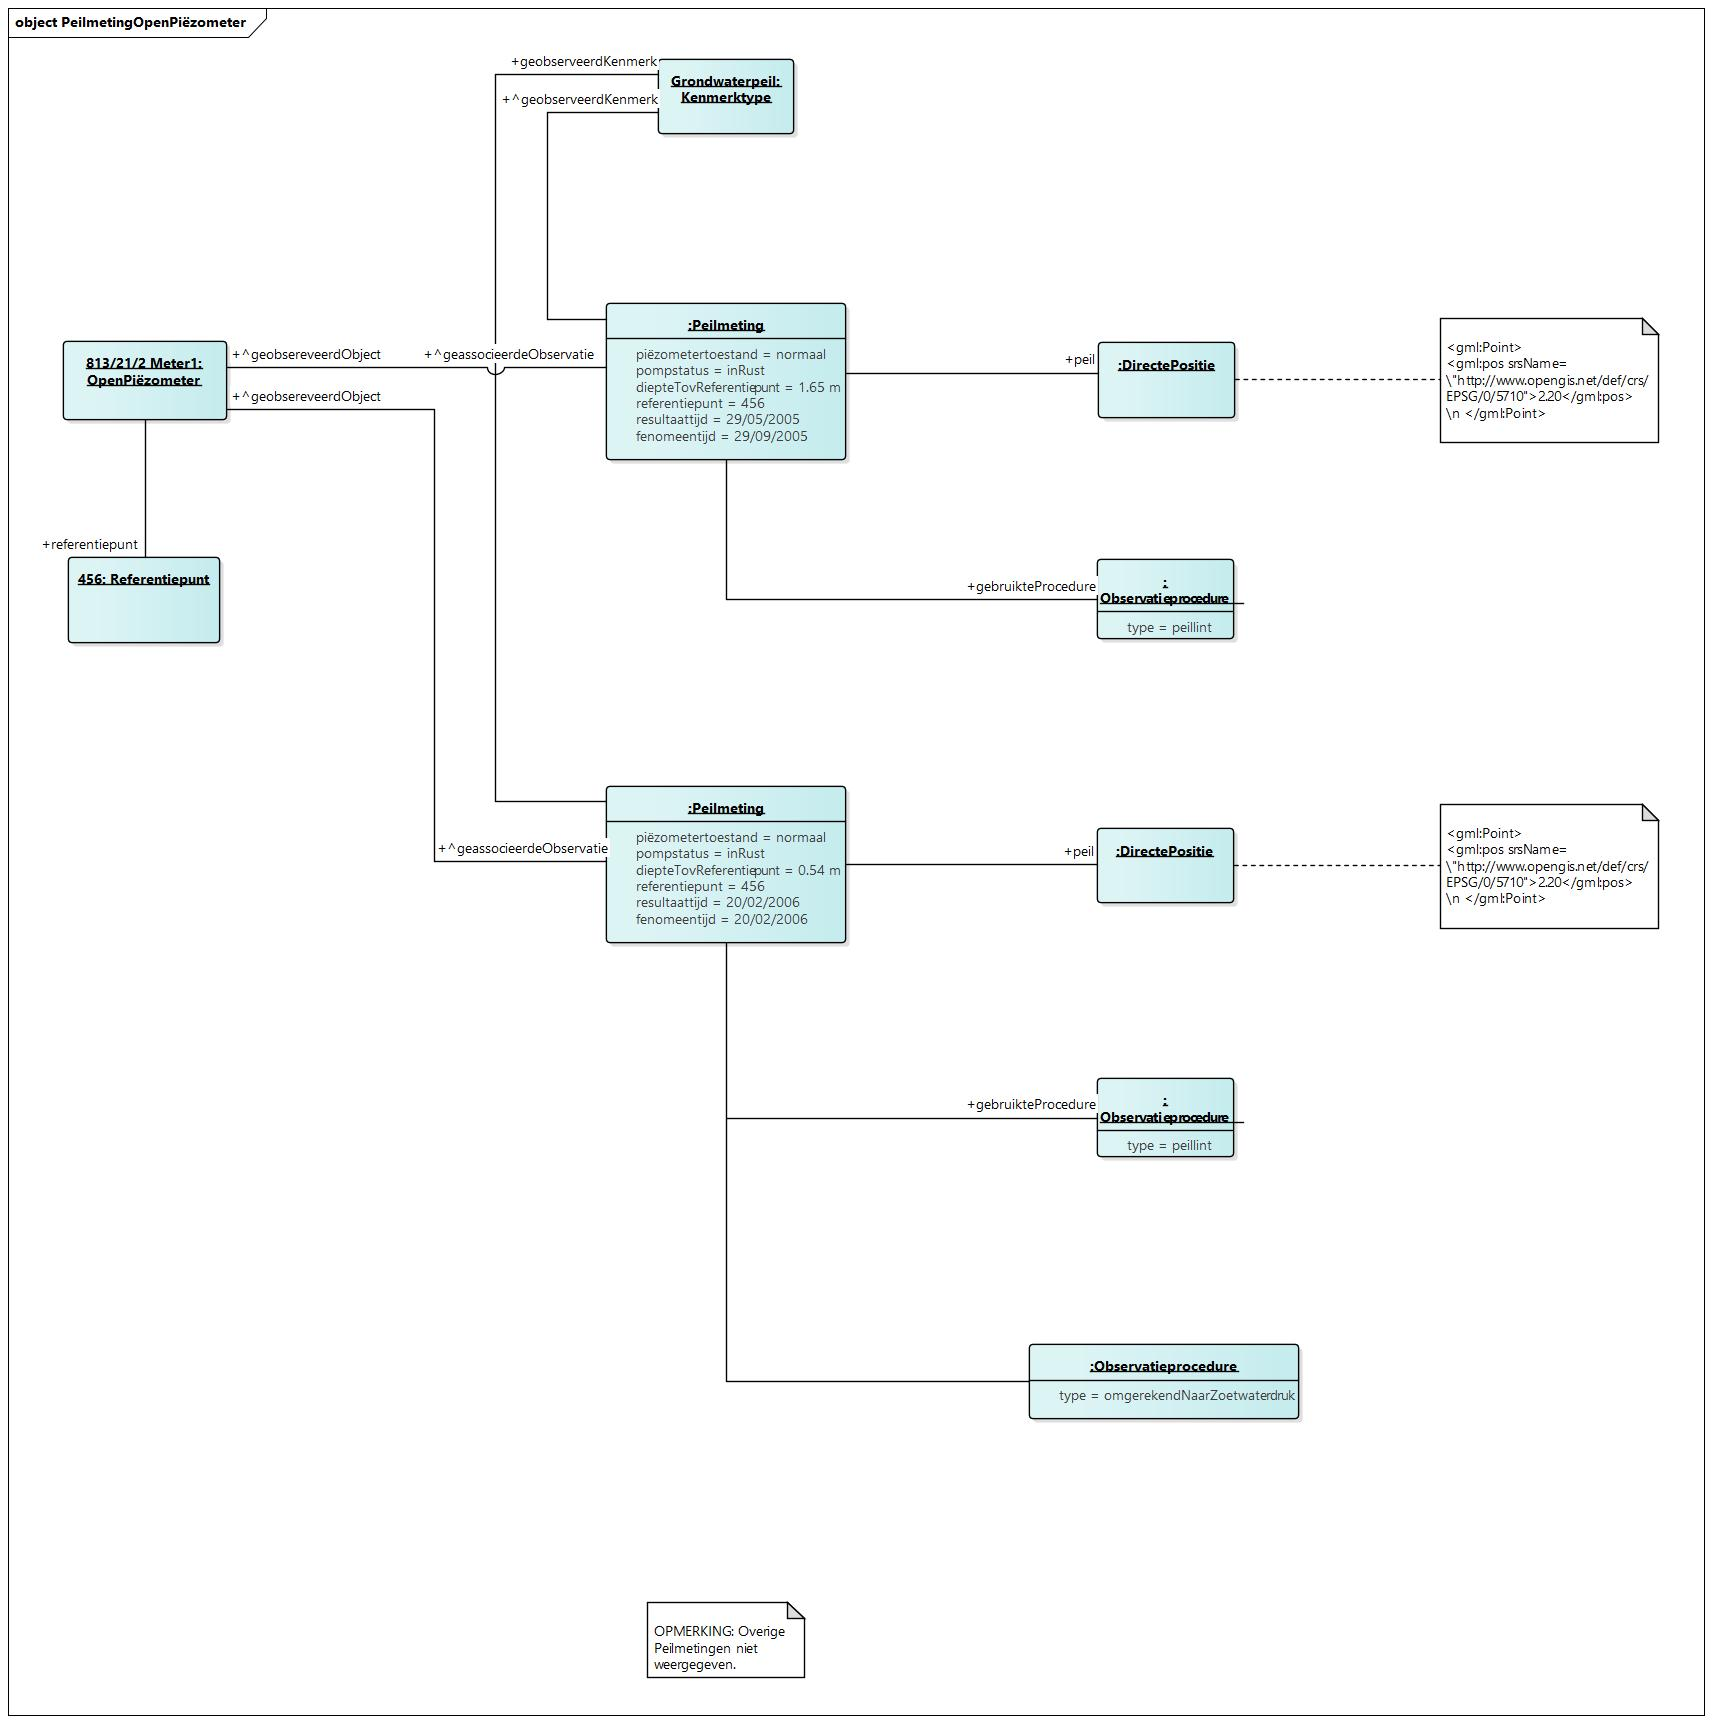 object PeilmetingOpenPiëzometer
+geobserveerdKenmerk
+^geobserveerdKenmerk
Grondwaterpeil:
Kenmerktype
813/21/2 Meter1:
OpenPiëzometer
+^geobsereveerdObject
+^geassocieerdeObservatie
+^geobsereveerdObject
:Peilmeting
piëzometertoestand = normaal
pompstatus = inRust
diepteTovReferentiepunt = 1.65 m
referentiepunt = 456
resultaattijd = 29/05/2005
fenomeentijd = 29/09/2005
+peil
:DirectePositie
<gml:Point>
<gml:pos srsName=
\"http://www.opengis.net/def/crs/
EPSG/0/5710">2.20</gml:pos>
\n </gml:Point>
+referentiepunt
456: Referentiepunt
+gebruikteProcedure
:
Observatieprocedure
type = peillint
+^geassocieerdeObservatie
:Peilmeting
piëzometertoestand = normaal
pompstatus = inRust
diepteTovReferentiepunt = 0.54 m
referentiepunt = 456
resultaattijd = 20/02/2006
fenomeentijd = 20/02/2006
+peil
:DirectePositie
<gml:Point>
<gml:pos srsName=
\"http://www.opengis.net/def/crs/
EPSG/0/5710">2.20</gml:pos>
\n </gml:Point>
+gebruikteProcedure
:
Observatieprocedure
type = peillint
:Observatieprocedure
type = omgerekendNaarZoetwaterdruk
OPMERKING: Overige
Peilmetingen niet
weergegeven.